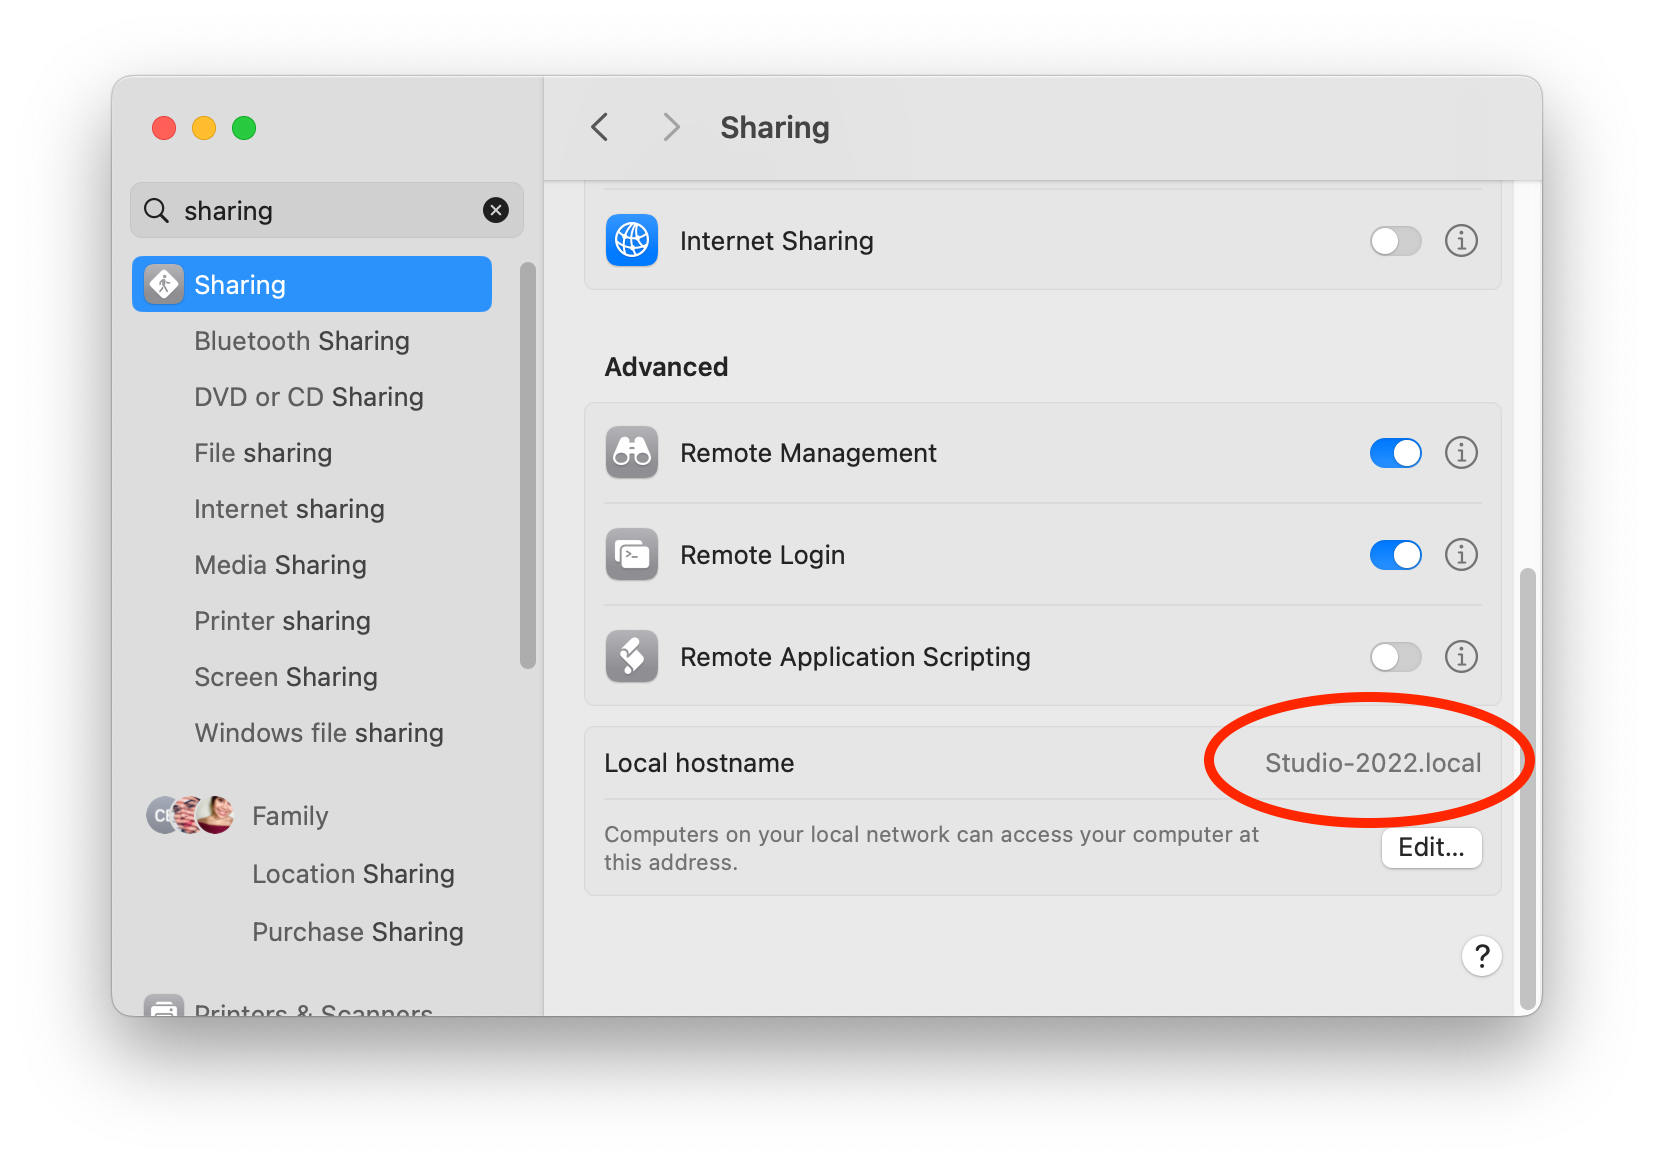 Sharing
sharing
Sharing
Bluetooth Sharing
DVD or CD Sharing
File sharing
Internet sharing
Media Sharing
Printer sharing
Screen Sharing
Windows file sharing
Family
Location Sharing
Purchase Sharing
Printers & Scanners
Internet Sharing
Advanced
Remote Management
Remote Login
Remote Application Scripting
Local hostname
Studio-2022.local
Computers on your local network can access your computer at
this address.
Edit...
?